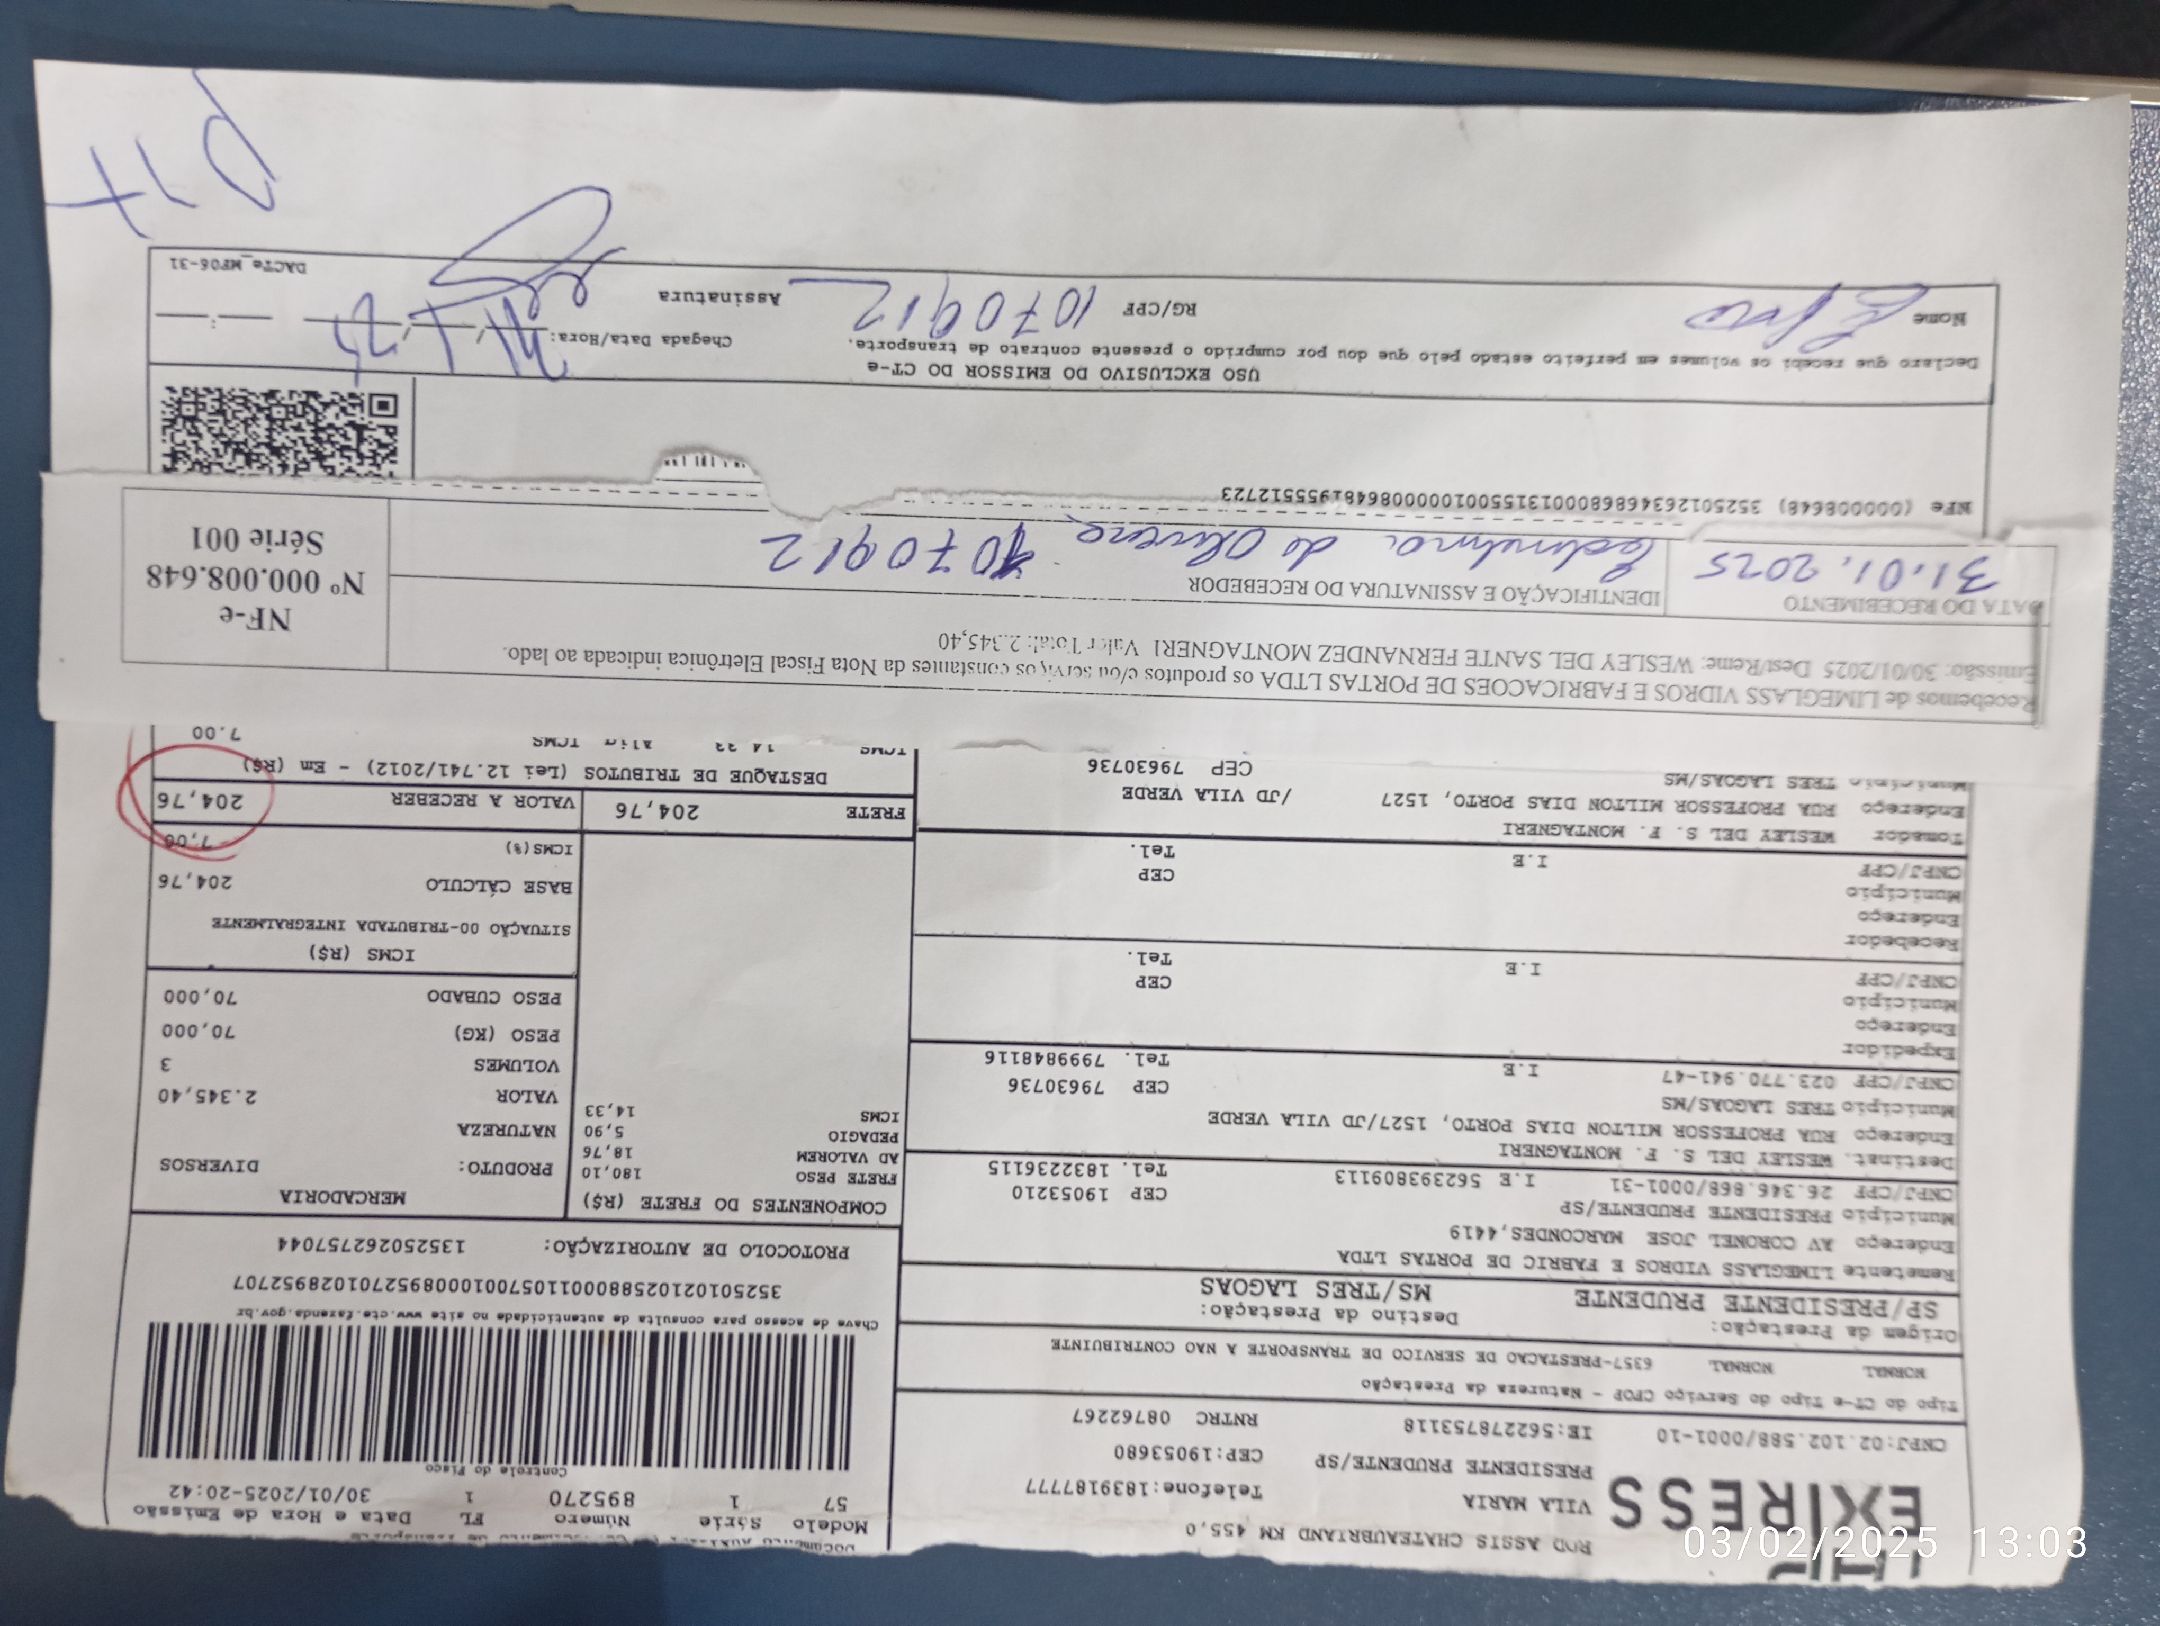 ROD ASSIS CHATEAUBRIAND KM 455,0
EXIRESS
VILA MARIA Telefone:1839187777
PRESIDENTE PRUDENTE/SP CEP:19053680
CNPJ:02.102.588/0001-10 IE:562278753118 RNTRC 08762267
Modelo Série Número FL Data e Hora de Emissão
57 1 895270 1 30/01/2025-20:42
Controle do Fisco
Tipo do CT-e Tipo do Serviço CFOP - Natureza da Prestação
NORMAL NORMAL 6357-PRESTACAO DE SERVICO DE TRANSPORTE A NAO CONTRIBUINTE
Origem da Prestação: Destino da Prestação:
SP/PRESIDENTE PRUDENTE MS/TRES LAGOAS
Chave de acesso para consulta de autenticidade no site www.cte.fazenda.gov.br
35250102102588000110570010008952701028952707
PROTOCOLO DE AUTORIZAÇÃO: 135250262757044
Remetente LIMEGLASS VIDROS E FABRIC DE PORTAS LTDA
Endereço AV CORONEL JOSE MARCONDES,4419
Município PRESIDENTE PRUDENTE/SP CEP 19053210
CNPJ/CPF 26.346.868/0001-31 I.E 562393809113 Tel. 1832236115
Destinat. WESLEY DEL S. F. MONTAGNERI
Endereço RUA PROFESSOR MILTON DIAS PORTO, 1527/JD VILA VERDE
Município TRES LAGOAS/MS CEP 79630736
CNPJ/CPF 023.770.941-47 I.E Tel. 7999848116
Expedidor
Endereço
Município CEP
CNPJ/CPF I.E Tel.
Recebedor
Endereço
Município CEP
CNPJ/CPF I.E Tel.
Tomador WESLEY DEL S. F. MONTAGNERI
Endereço RUA PROFESSOR MILTON DIAS PORTO, 1527 /JD VILA VERDE
Município TRES LAGOAS/MS CEP 79630736
COMPONENTES DO FRETE (R$)
FRETE PESO 180,10
AD VALOREM 18,76
PEDAGIO 5,90
ICMS 14,33
MERCADORIA
PRODUTO: DIVERSOS
NATUREZA
VALOR 2.345,40
VOLUMES 3
PESO (KG) 70,000
PESO CUBADO 70,000
ICMS (R$)
SITUAÇÃO 00-TRIBUTADA INTEGRALMENTE
BASE CÁLCULO 204,76
ICMS(%) 7,00
FRETE 204,76 VALOR A RECEBER 204,76
DESTAQUE DE TRIBUTOS (Lei 12.741/2012) - Em (R$)
ICMS 14,33 Aliq ICMS 7.00
Recebemos de LIMEGLASS VIDROS E FABRICACOES DE PORTAS LTDA os produtos e/ou serviços constantes da Nota Fiscal Eletrônica indicada ao lado.
Emissão: 30/01/2025 Dest/Reme: WESLEY DEL SANTE FERNANDEZ MONTAGNERI Valor Total: 2.345,40
DATA DO RECEBIMENTO IDENTIFICAÇÃO E ASSINATURA DO RECEBEDOR
31.01.2025 de Olivera 1070912
NF-e
Nº 000.008.648
Série 001
NFe (000008648) 35250126346868000131550010000086481955512723
USO EXCLUSIVO DO EMISSOR DO CT-e
Declaro que recebi os volumes em perfeito estado pelo que dou por cumprido o presente contrato de transporte.
Chegada Data/Hora:
Nome RG/CPF 1070912 Assinatura
DACTe_MF06-31
03/02/2025 13:03